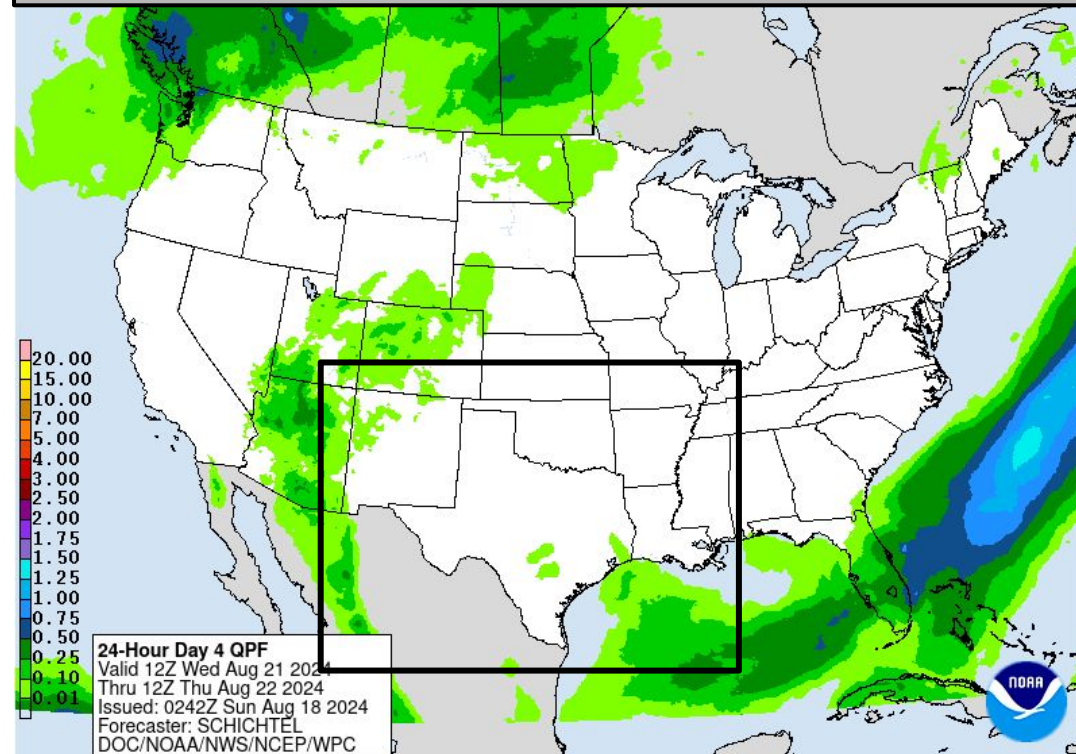 20.00
15.00
10.00
7.00
5.00
4.00
3.00
2.50
2.00
1.75
1.50
1.25
1.00
0.75
0.50
0.25
0.10
0.01
24-Hour Day 4 QPF
Valid 12Z Wed Aug 21 2024
Thru 12Z Thu Aug 22 2024
Issued: 0242Z Sun Aug 18 2024
Forecaster: SCHICHTEL
DOC/NOAA/NWS/NCEP/WPC
NOAA